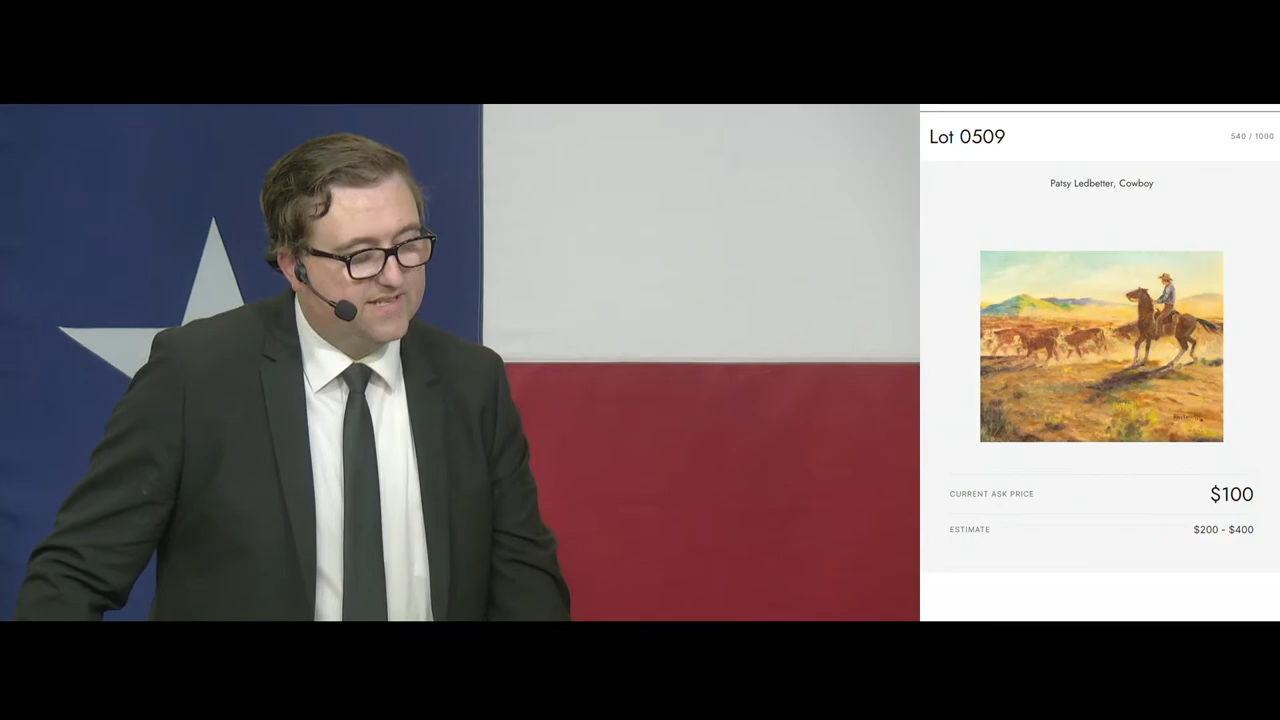 Lot 0509
540 / 1000
Patsy Ledbetter, Cowboy
CURRENT ASK PRICE
$100
ESTIMATE
$200 - $400